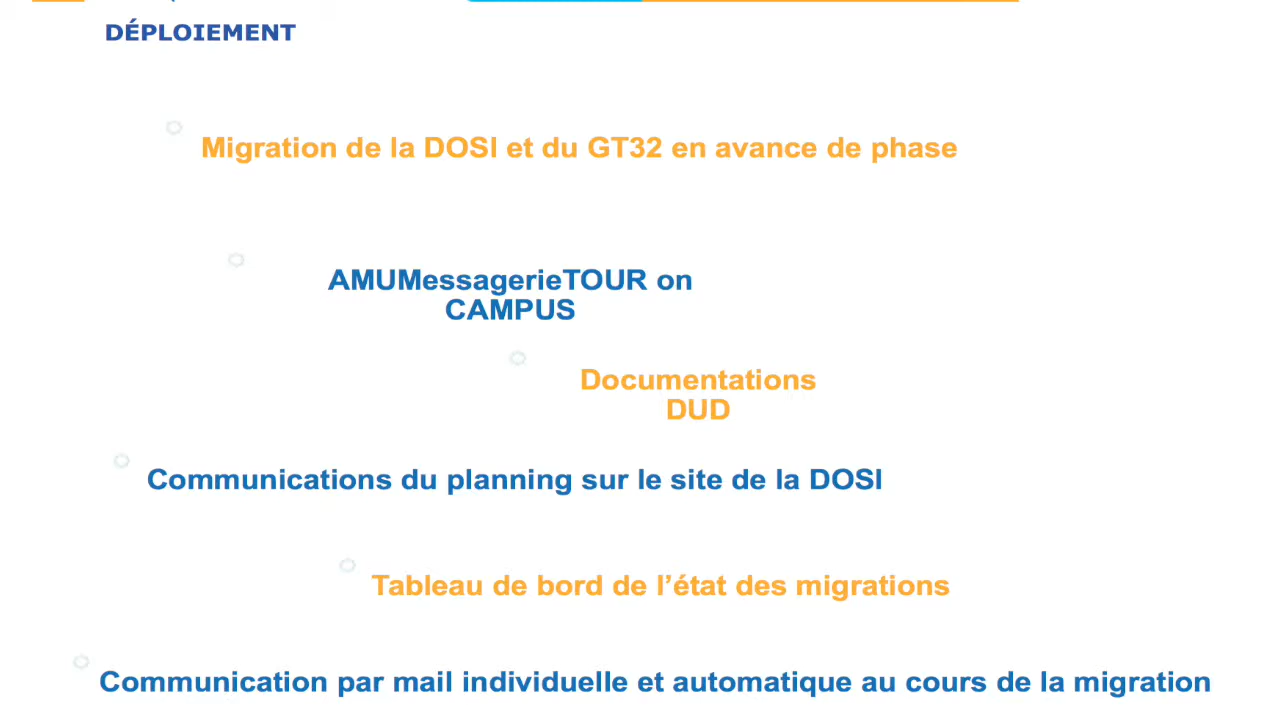 DÉPLOIEMENT
Migration de la DOSI et du GT32 en avance de phase
AMUMessagerieTOUR on
CAMPUS
Documentations
DUD
Communications du planning sur le site de la DOSI
Tableau de bord de l’état des migrations
Communication par mail individuelle et automatique au cours de la migration